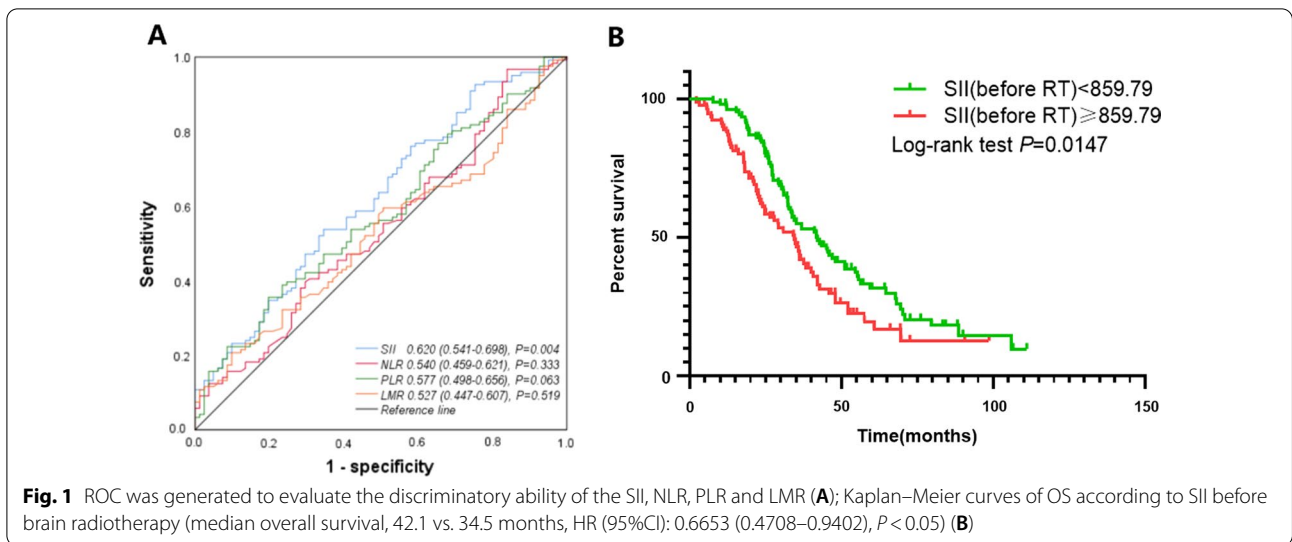 A
1.0
0.8
0.6
0.4
0.2
0.0
Sensitivity
0.0 0.2 0.4 0.6 0.8 1.0
1 - specificity
SII 0.620 (0.541-0.698), P=0.004
NLR 0.540 (0.459-0.621), P=0.333
PLR 0.577 (0.498-0.656), P=0.063
LMR 0.527 (0.447-0.607), P=0.519
Reference line
B
100
50
0
Percent survival
0 50 100 150
Time(months)
SII(before RT)<859.79
SII(before RT)≥859.79
Log-rank test P=0.0147
Fig. 1 ROC was generated to evaluate the discriminatory ability of the SII, NLR, PLR and LMR (A); Kaplan–Meier curves of OS according to SII before
brain radiotherapy (median overall survival, 42.1 vs. 34.5 months, HR (95%CI): 0.6653 (0.4708–0.9402), P < 0.05) (B)